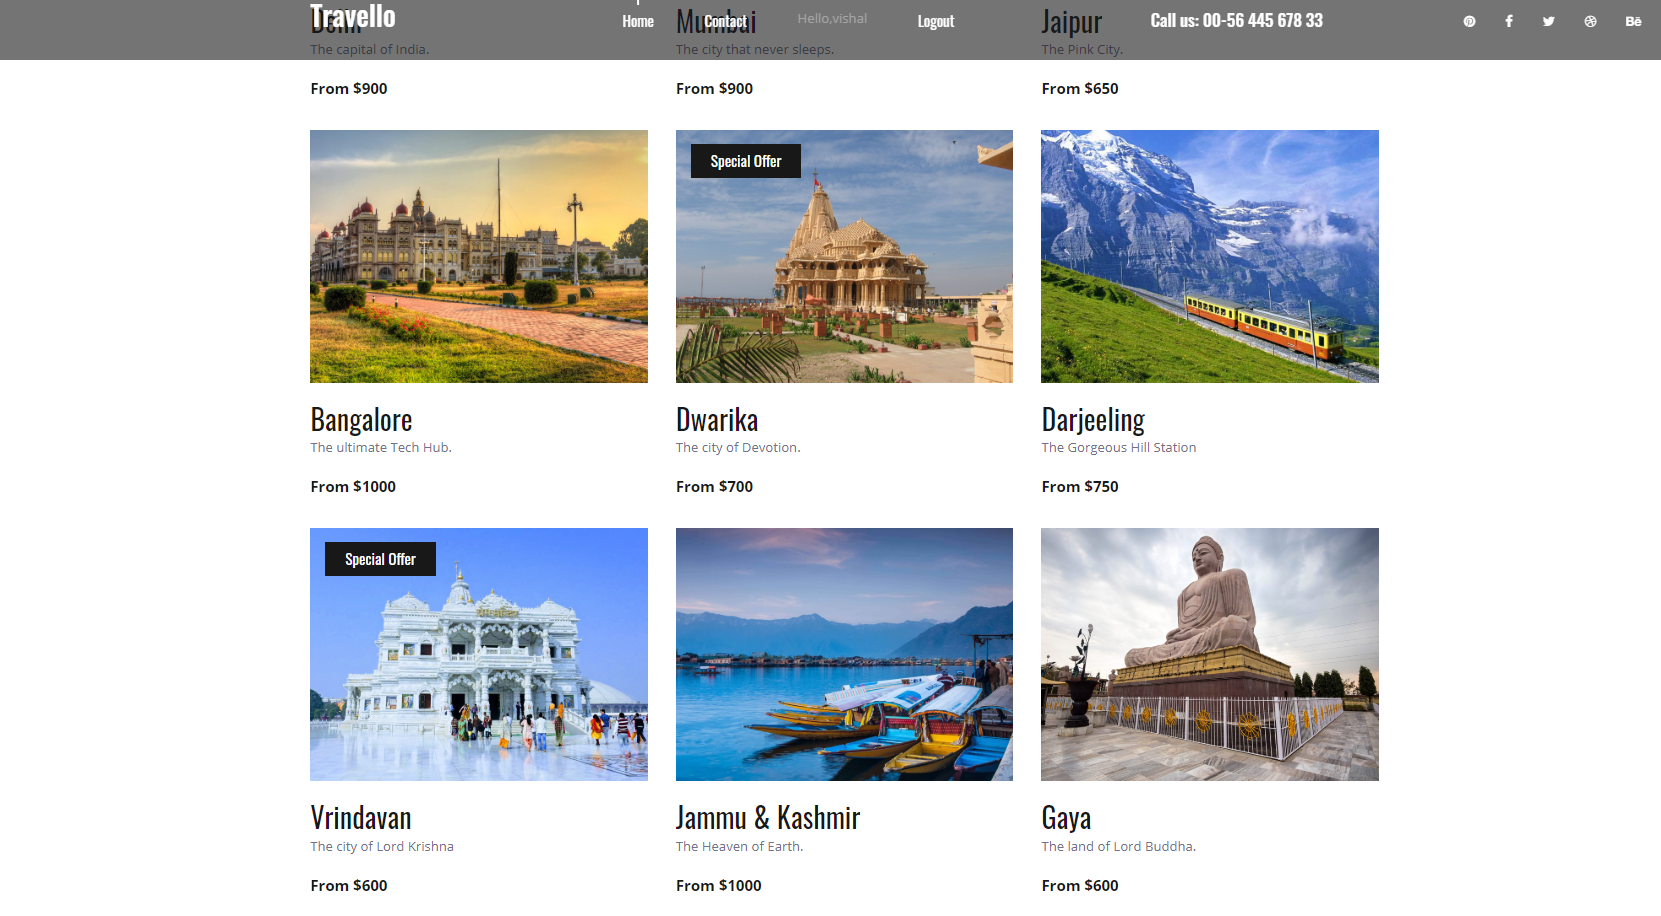 Travello
Home
Contact
Hello,vishal
Logout
Call us: 00-56 445 678 33
Bē
Delhi
Mumbai
Jaipur
The capital of India.
The city that never sleeps.
The Pink City.
From $900
From $900
From $650
Special Offer
Bangalore
Dwarika
Darjeeling
The ultimate Tech Hub.
The city of Devotion.
The Gorgeous Hill Station
From $1000
From $700
From $750
Special Offer
Vrindavan
Jammu & Kashmir
Gaya
The city of Lord Krishna
The Heaven of Earth.
The land of Lord Buddha.
From $600
From $1000
From $600